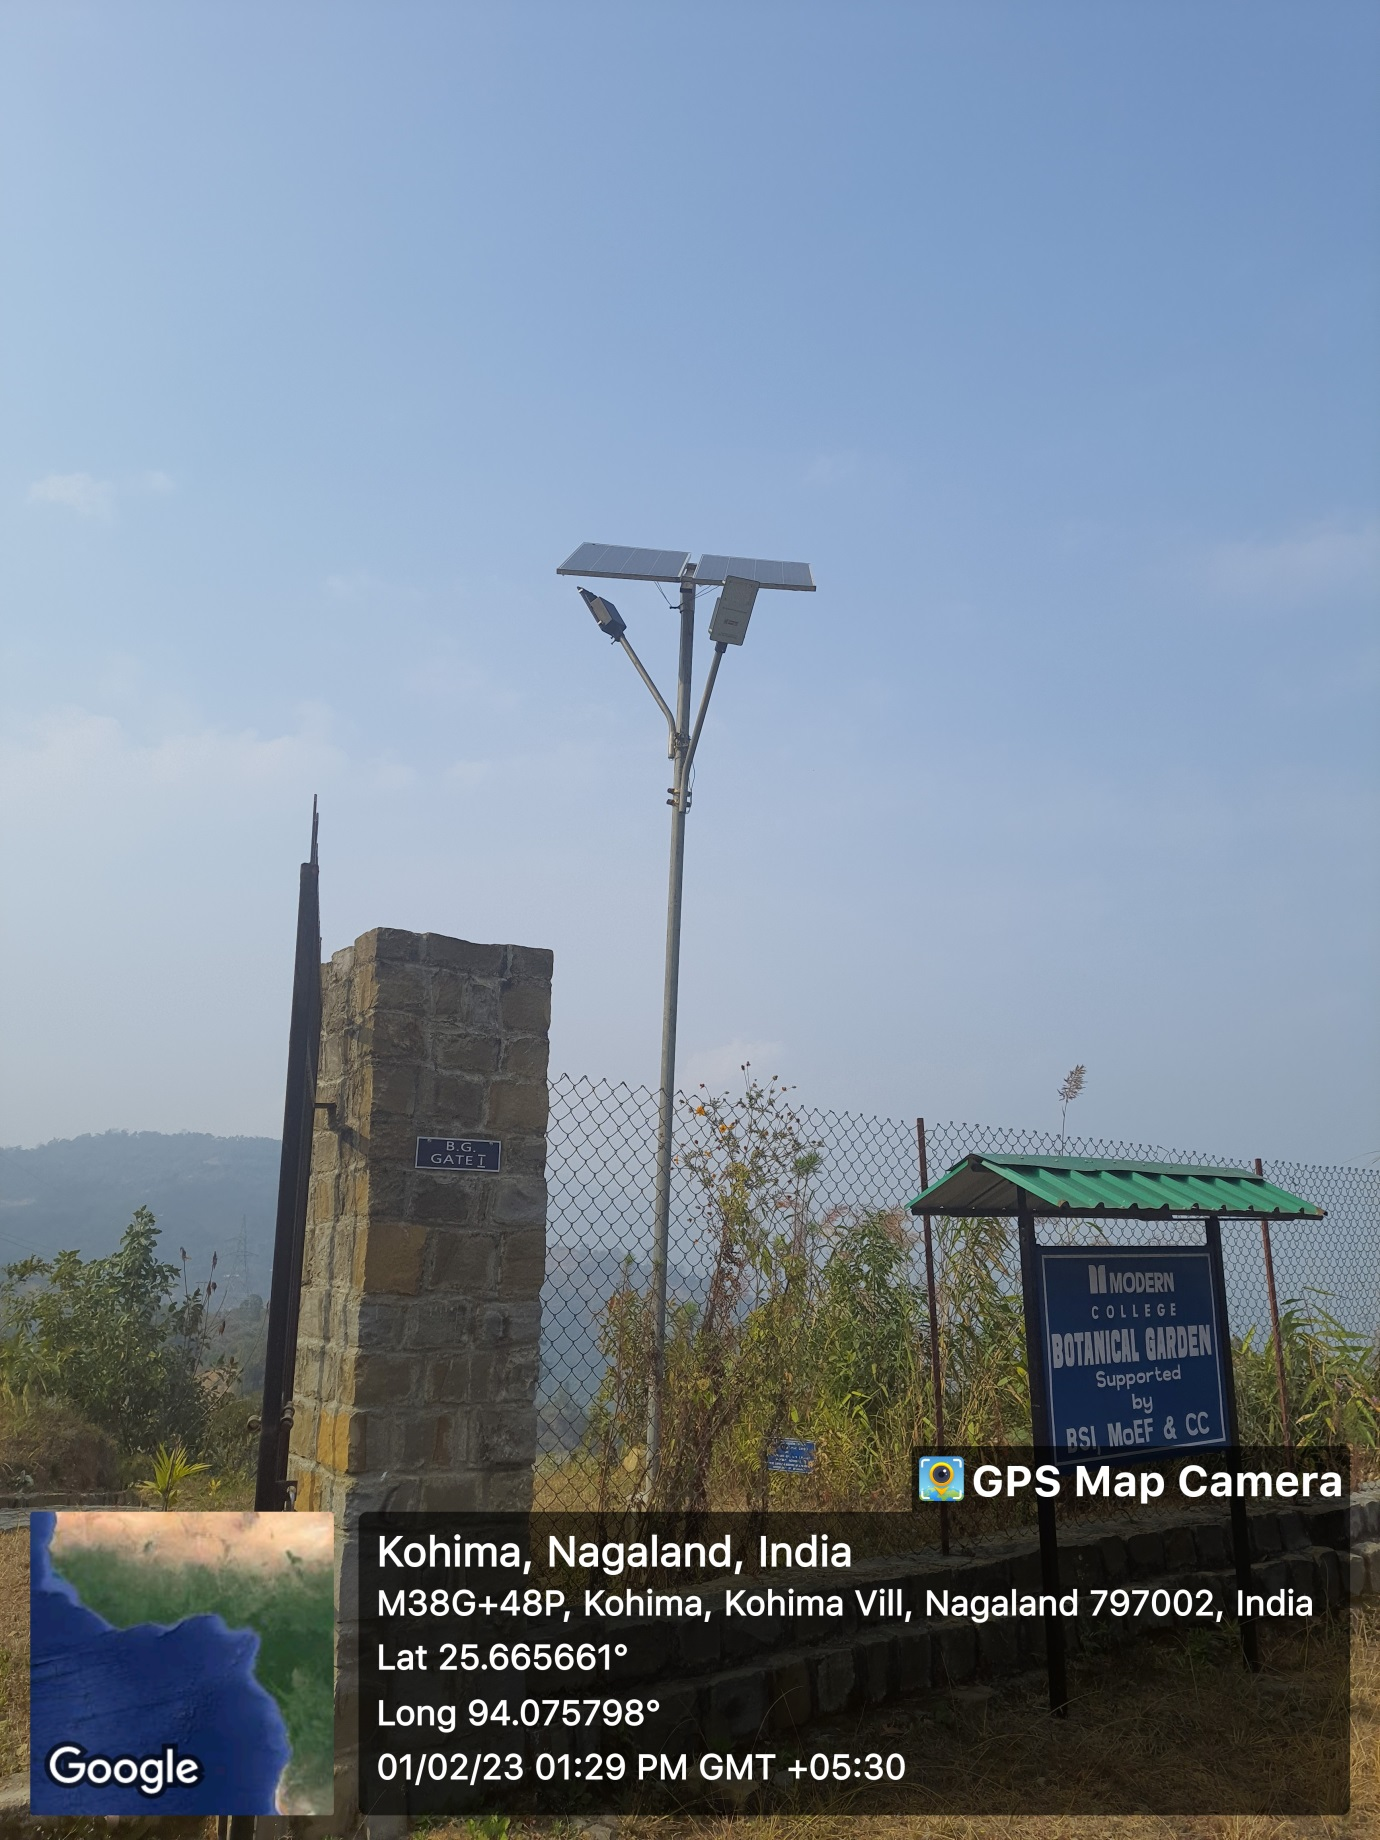 B.G.
GATE I
MODERN
COLLEGE
BOTANICAL GARDEN
Supported
by
BSI, MoEF & CC
GPS Map Camera
Kohima, Nagaland, India
M38G+48P, Kohima, Kohima Vill, Nagaland 797002, India
Lat 25.665661°
Long 94.075798°
01/02/23 01:29 PM GMT +05:30
Google